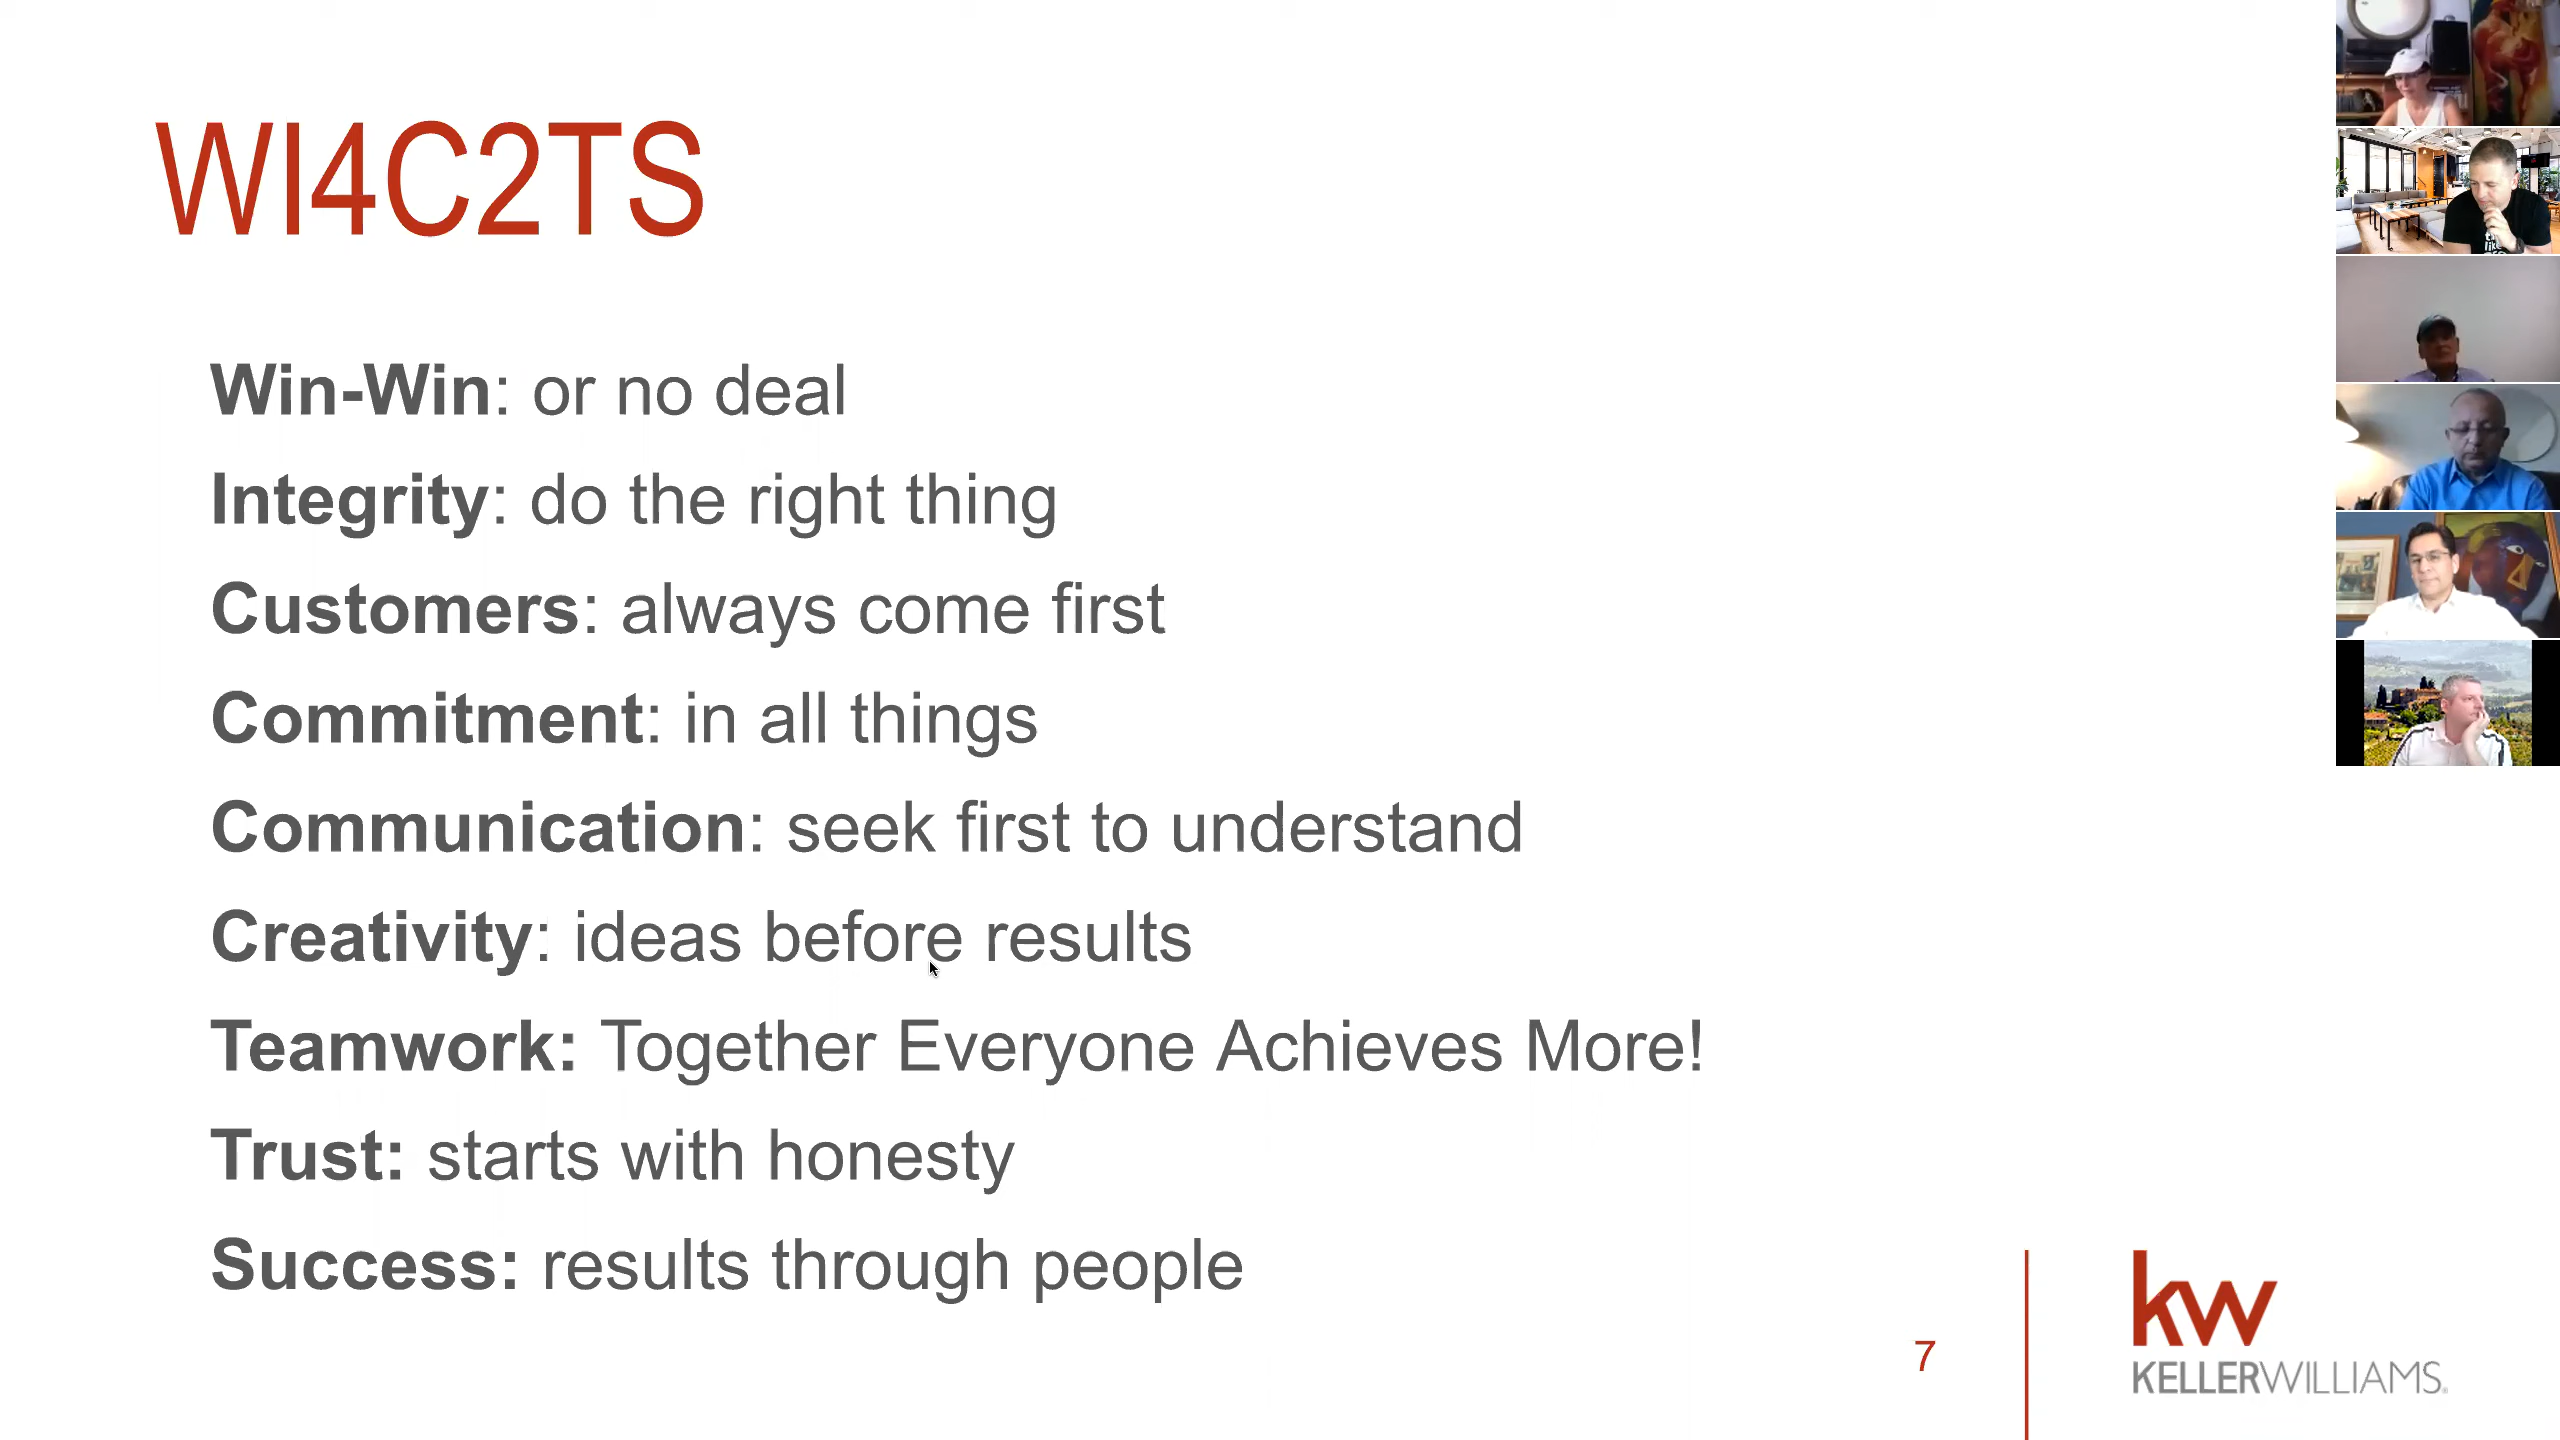 WI4C2TS
Win-Win: or no deal
Integrity: do the right thing
Customers: always come first
Commitment: in all things
Communication: seek first to understand
Creativity: ideas before results
Teamwork: Together Everyone Achieves More!
Trust: starts with honesty
Success: results through people
7
kw
KELLERWILLIAMS.